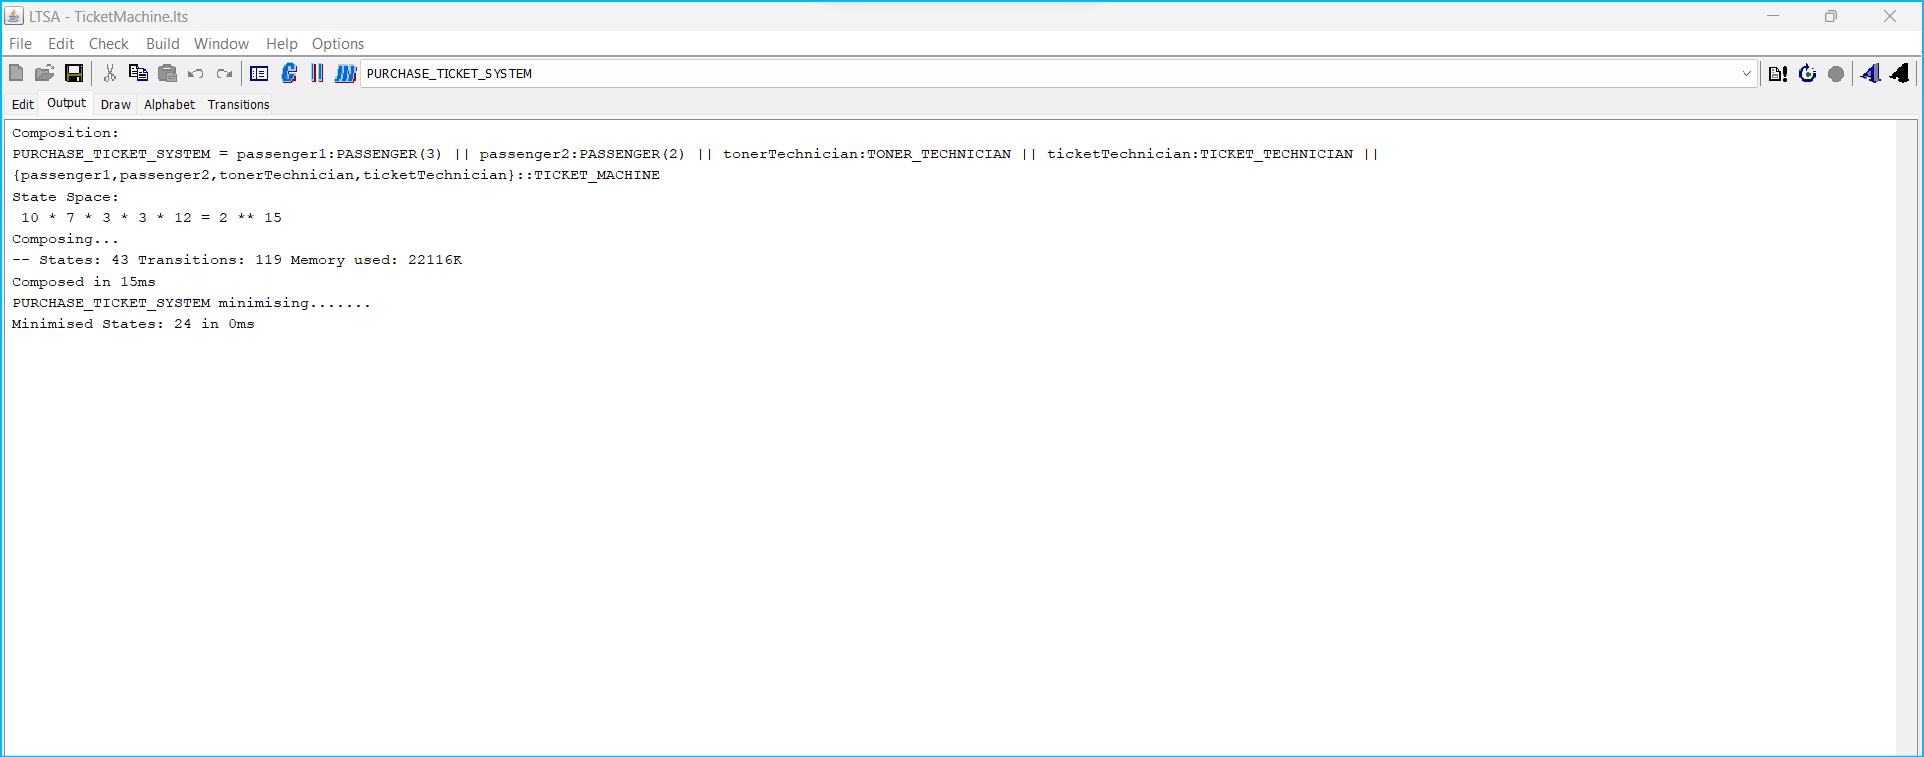 LTSA - TicketMachine.lts
File Edit Check Build Window Help Options
PURCHASE_TICKET_SYSTEM
Edit Output Draw Alphabet Transitions
Composition:
PURCHASE_TICKET_SYSTEM = passenger1:PASSENGER(3) || passenger2:PASSENGER(2) || tonerTechnician:TONER_TECHNICIAN || ticketTechnician:TICKET_TECHNICIAN ||
{passenger1,passenger2,tonerTechnician,ticketTechnician}::TICKET_MACHINE
State Space:
10 * 7 * 3 * 3 * 12 = 2 ** 15
Composing...
-- States: 43 Transitions: 119 Memory used: 22116K
Composed in 15ms
PURCHASE_TICKET_SYSTEM minimising.......
Minimised States: 24 in 0ms